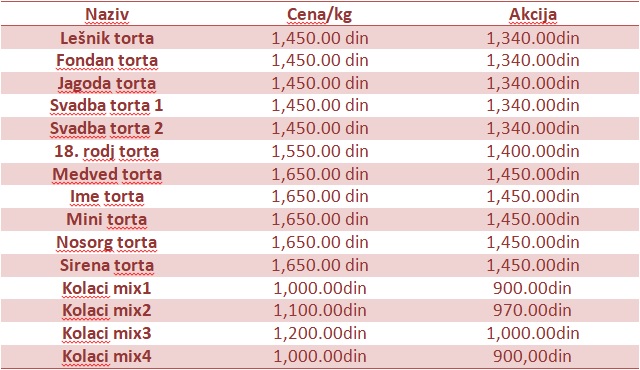 Naziv Cena/kg Akcija
Lešnik torta 1,450.00 din 1,340.00din
Fondan torta 1,450.00 din 1,340.00din
Jagoda torta 1,450.00 din 1,340.00din
Svadba torta 1 1,450.00 din 1,340.00din
Svadba torta 2 1,450.00 din 1,340.00din
18. rodj torta 1,550.00 din 1,400.00din
Medved torta 1,650.00 din 1,450.00din
Ime torta 1,650.00 din 1,450.00din
Mini torta 1,650.00 din 1,450.00din
Nosorg torta 1,650.00 din 1,450.00din
Sirena torta 1,650.00 din 1,450.00din
Kolaci mix1 1,000.00din 900.00din
Kolaci mix2 1,100.00din 970.00din
Kolaci mix3 1,200.00din 1,000.00din
Kolaci mix4 1,000.00din 900,00din